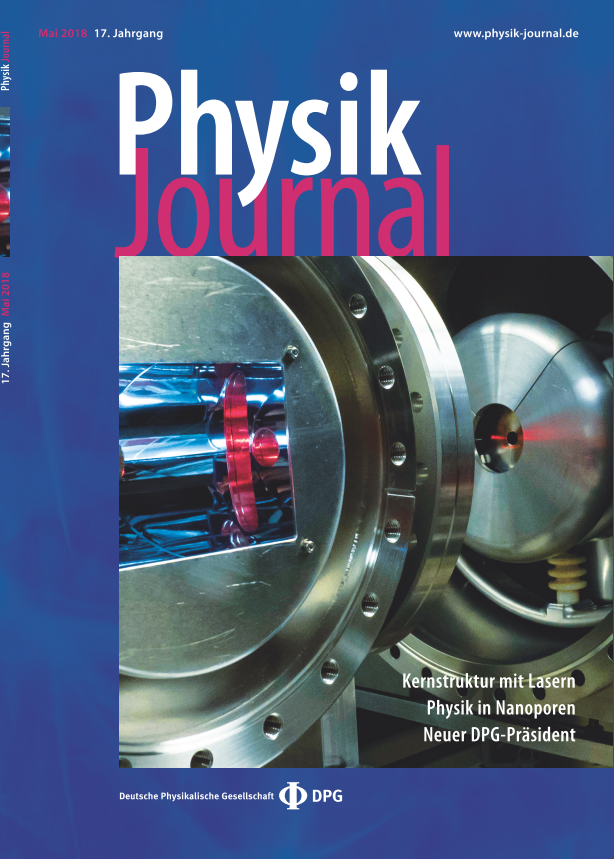 Mai 2018 17. Jahrgang
www.physik-journal.de
Physik
Journal
Physik Journal
17. Jahrgang Mai 2018
Kernstruktur mit Lasern
Physik in Nanoporen
Neuer DPG-Präsident
Deutsche Physikalische Gesellschaft DPG